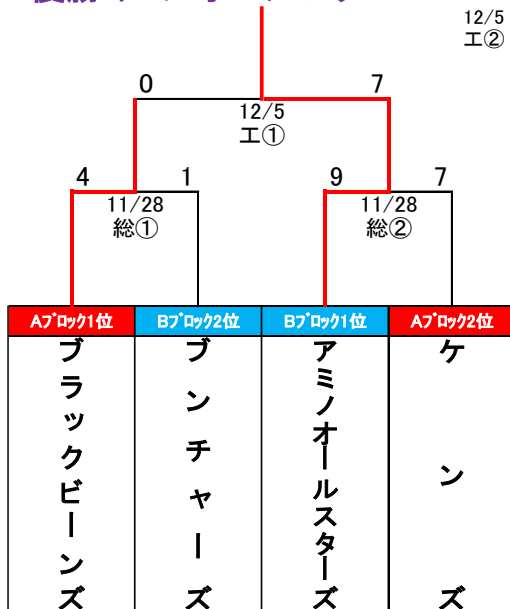 12/5
エ②
0
7
12/5
エ①
4
1
9
7
11/28
総①
11/28
総②
Aブロック1位
Bブロック2位
Bブロック1位
Aブロック2位
ブラックビーンズ
ブンチャーズ
アミノオールスターズ
ケンズ